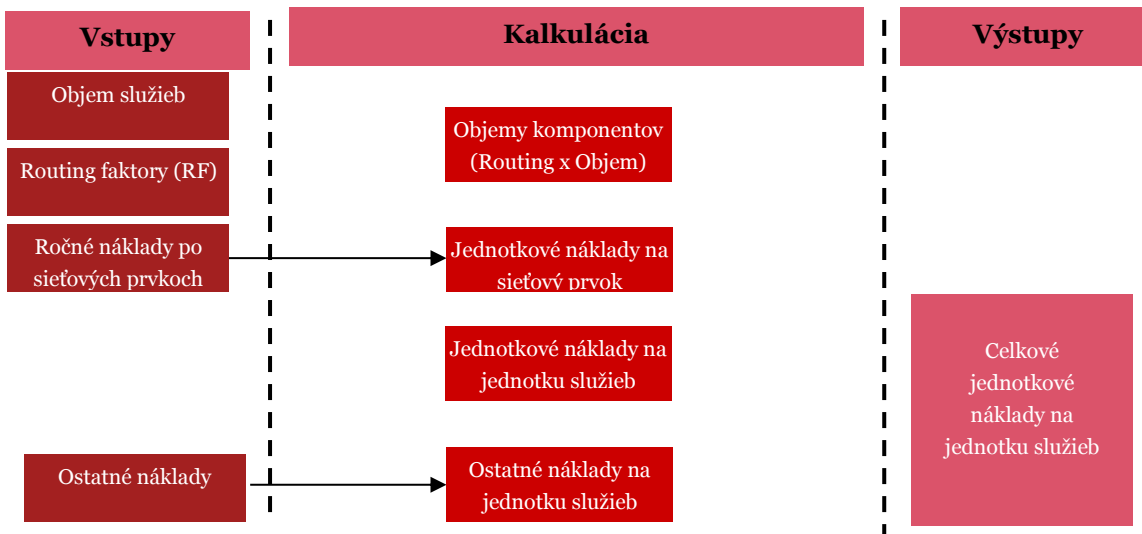 Vstupy
Kalkulácia
Výstupy
Objem služieb
Routing faktory (RF)
Ročné náklady po
sieťových prvkoch
Ostatné náklady
Objemy komponentov
(Routing x Objem)
Jednotkové náklady na
sieťový prvok
Jednotkové náklady na
jednotku služieb
Ostatné náklady na
jednotku služieb
Celkové
jednotkové
náklady na
jednotku služieb